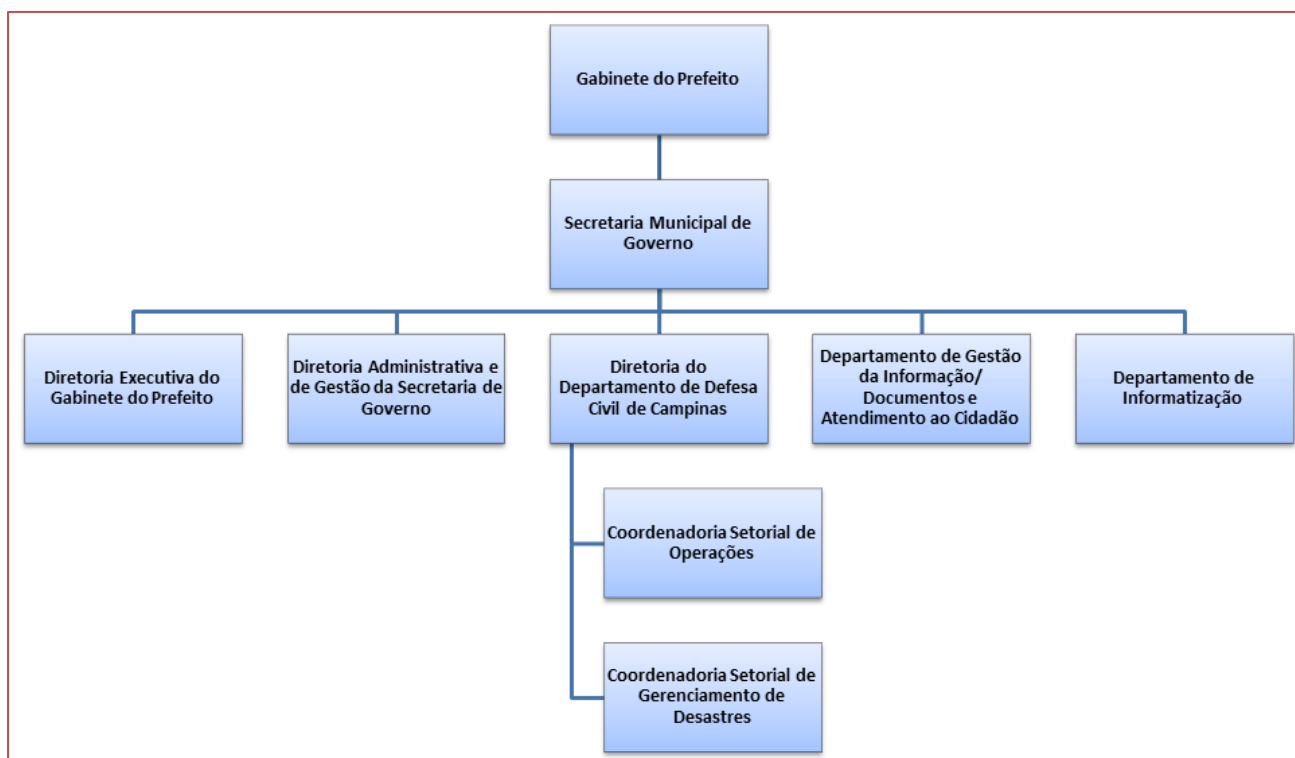 Gabinete do Prefeito
Secretaria Municipal de
Governo
Diretoria Executiva do
Gabinete do Prefeito
Diretoria Administrativa e
de Gestão da Secretaria de
Governo
Diretoria do
Departamento de Defesa
Civil de Campinas
Departamento de Gestão
da Informação/
Documentos e
Atendimento ao Cidadão
Departamento de
Informatização
Coordenadoria Setorial de
Operações
Coordenadoria Setorial de
Gerenciamento de
Desastres